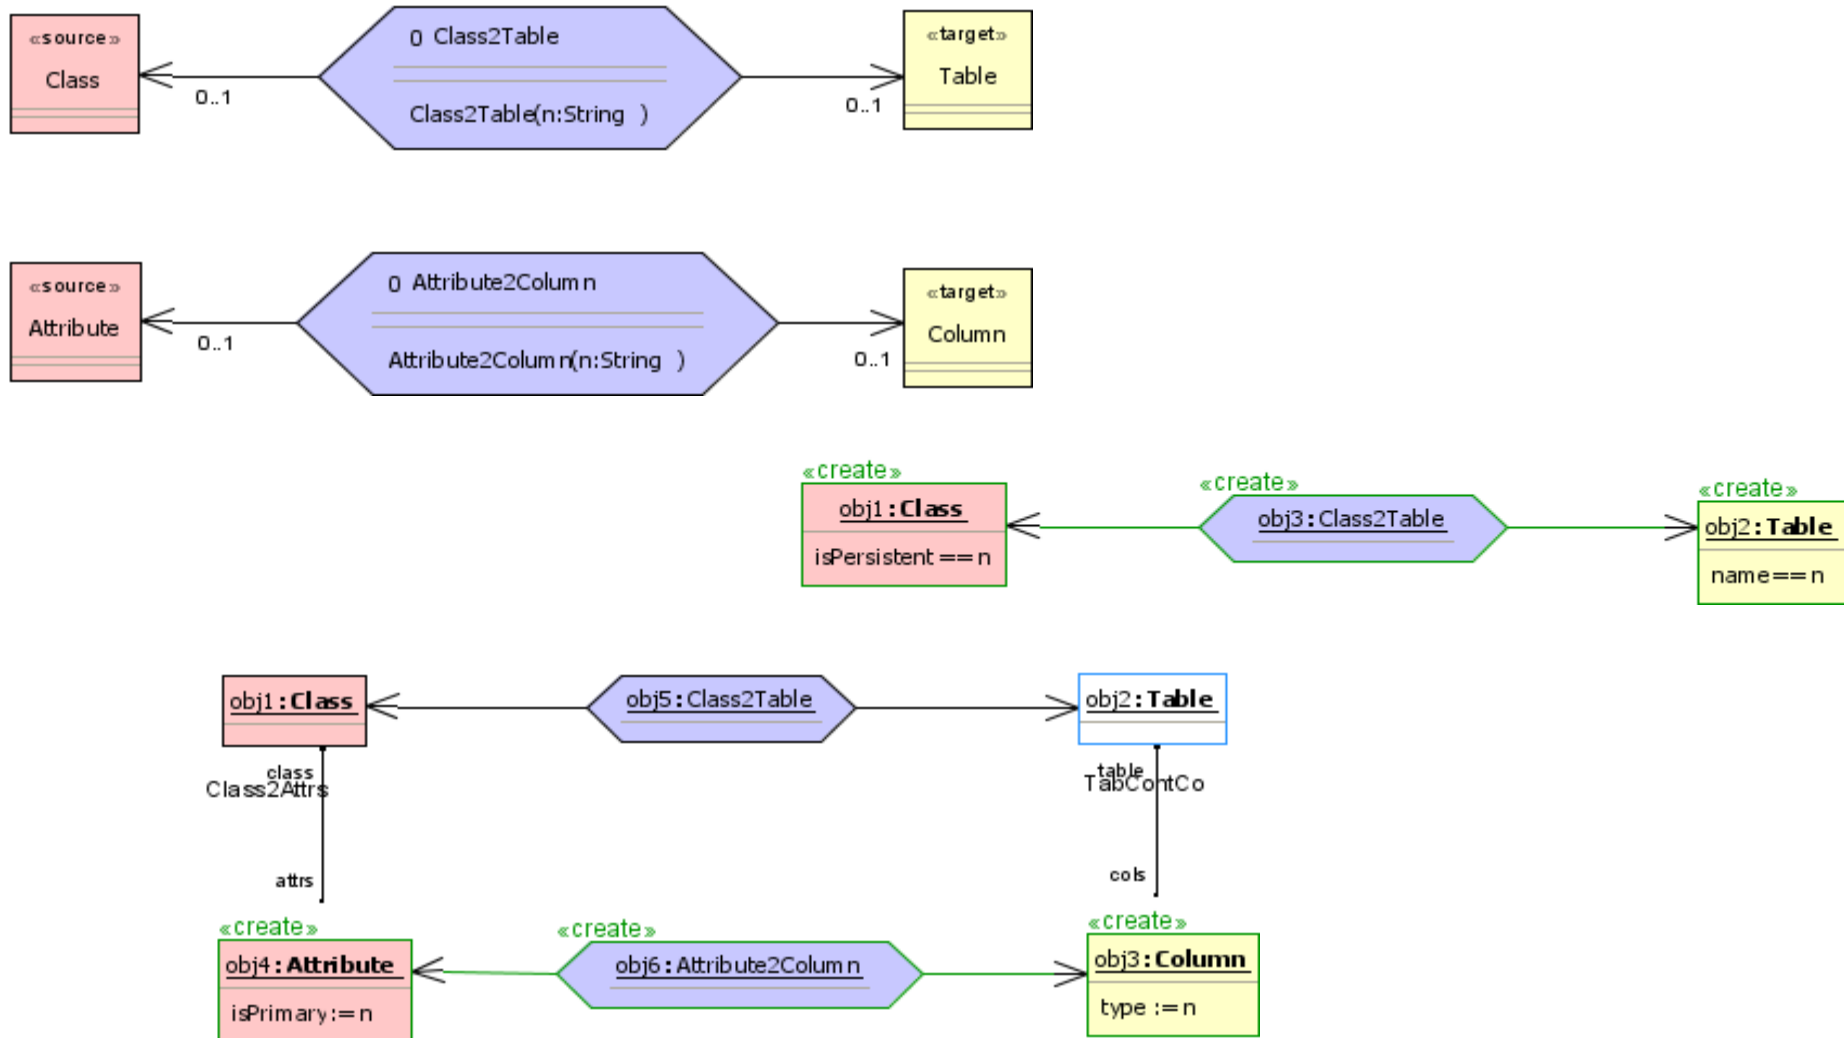 «source»
Class
0..1
0 Class2Table
Class2Table(n:String )
0..1
«target»
Table
«source»
Attribute
0..1
0 Attribute2Column
Attribute2Column(n:String )
0..1
«target»
Column
«create»
obj1:Class
isPersistent == n
«create»
obj3:Class2Table
«create»
obj2:Table
name== n
obj1:Class
obj5:Class2Table
obj2:Table
class
Class2Attrs
attrs
table
TabContCo
cols
«create»
obj4:Attribute
isPrimary:= n
«create»
obj6:Attribute2Column
«create»
obj3:Column
type := n